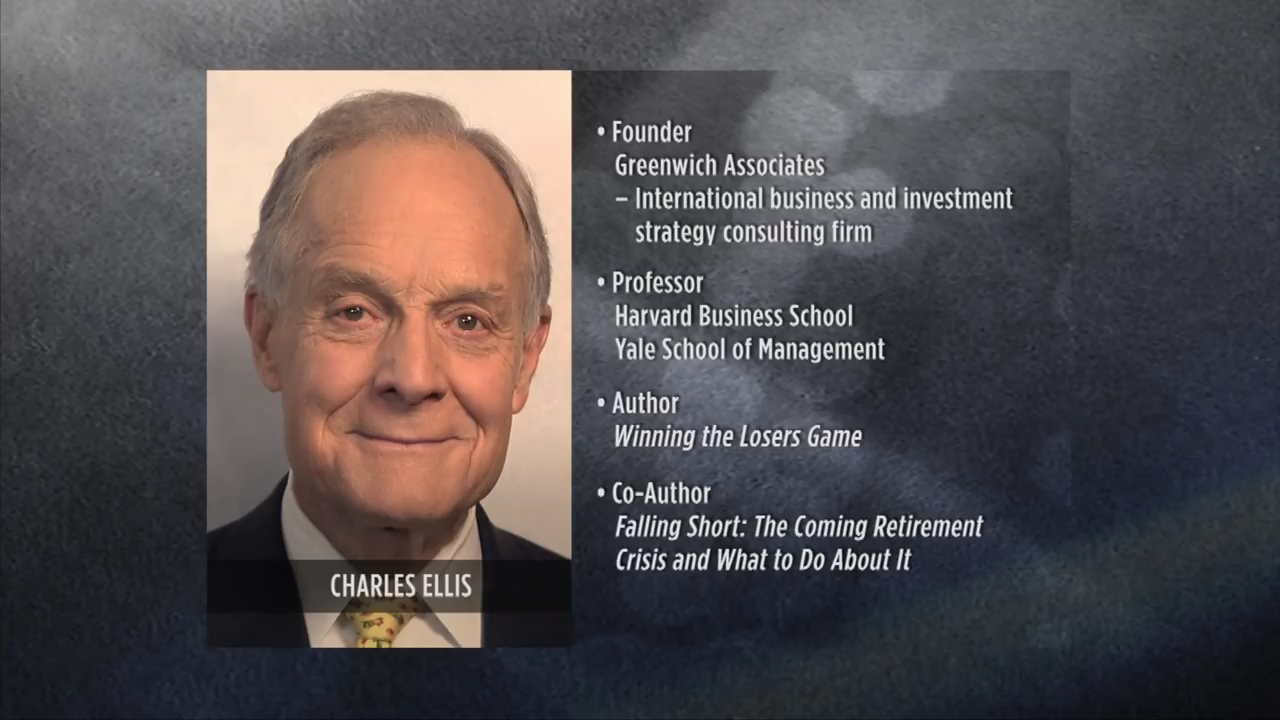 • Founder
Greenwich Associates
– International business and investment
strategy consulting firm
• Professor
Harvard Business School
Yale School of Management
• Author
Winning the Losers Game
• Co-Author
Falling Short: The Coming Retirement
Crisis and What to Do About It
CHARLES ELLIS